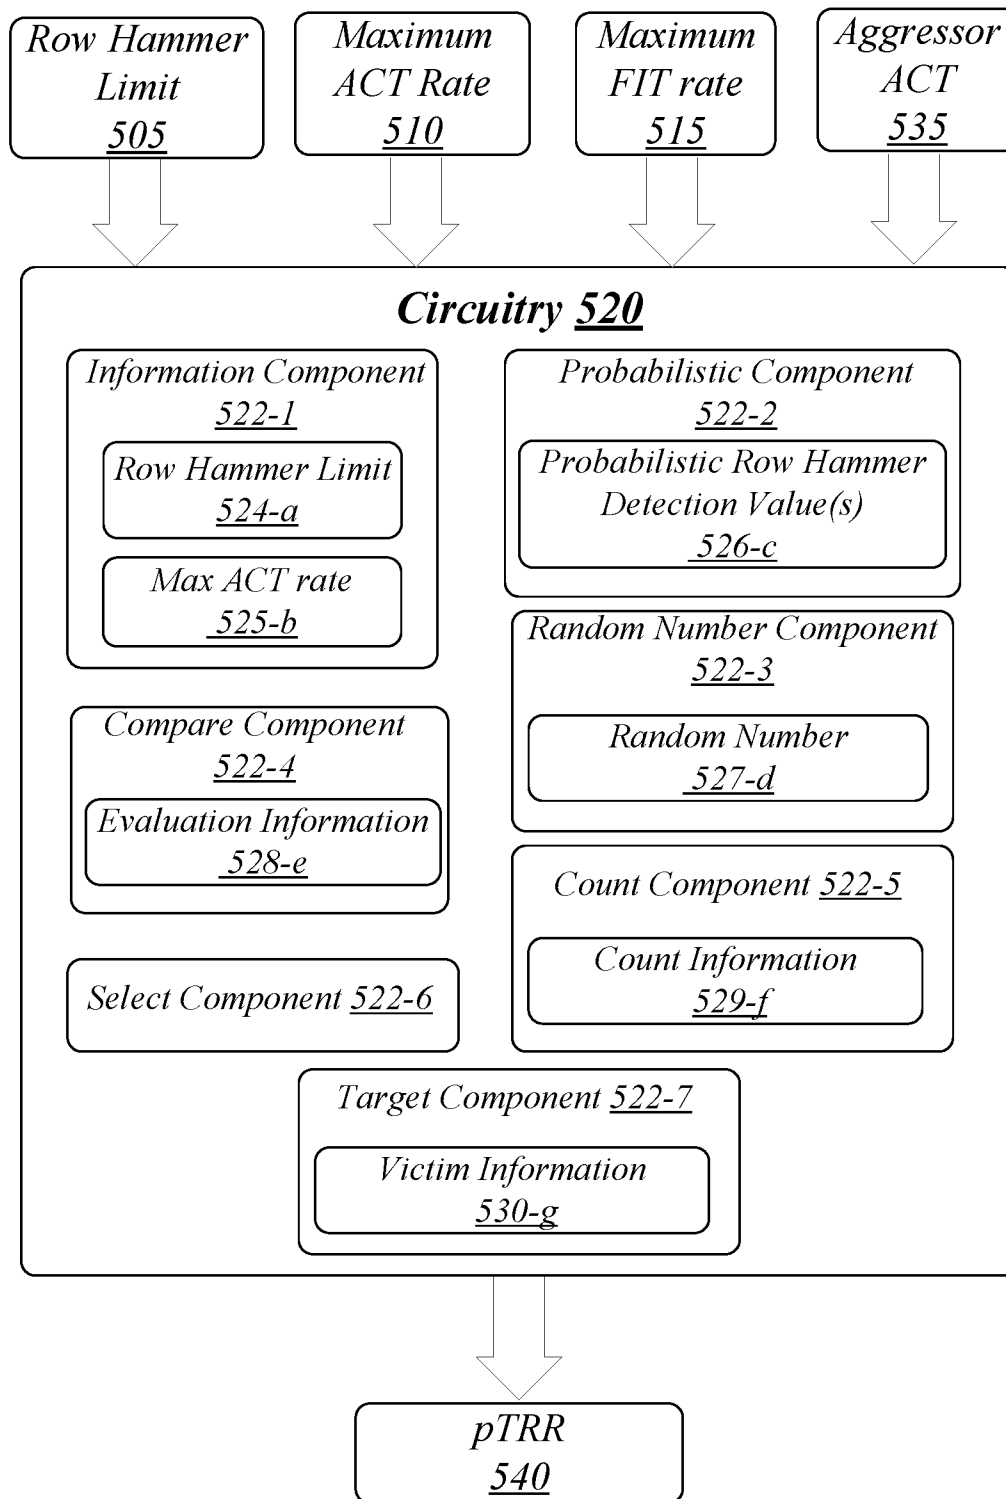 Row Hammer
Limit
505
Maximum
ACT Rate
510
Maximum
FIT rate
515
Aggressor
ACT
535
Circuitry 520
Information Component
522-1
Row Hammer Limit
524-a
Max ACT rate
525-b
Probabilistic Component
522-2
Probabilistic Row Hammer
Detection Value(s)
526-c
Random Number Component
522-3
Random Number
527-d
Compare Component
522-4
Evaluation Information
528-e
Count Component 522-5
Count Information
529-f
Select Component 522-6
Target Component 522-7
Victim Information
530-g
pTRR
540